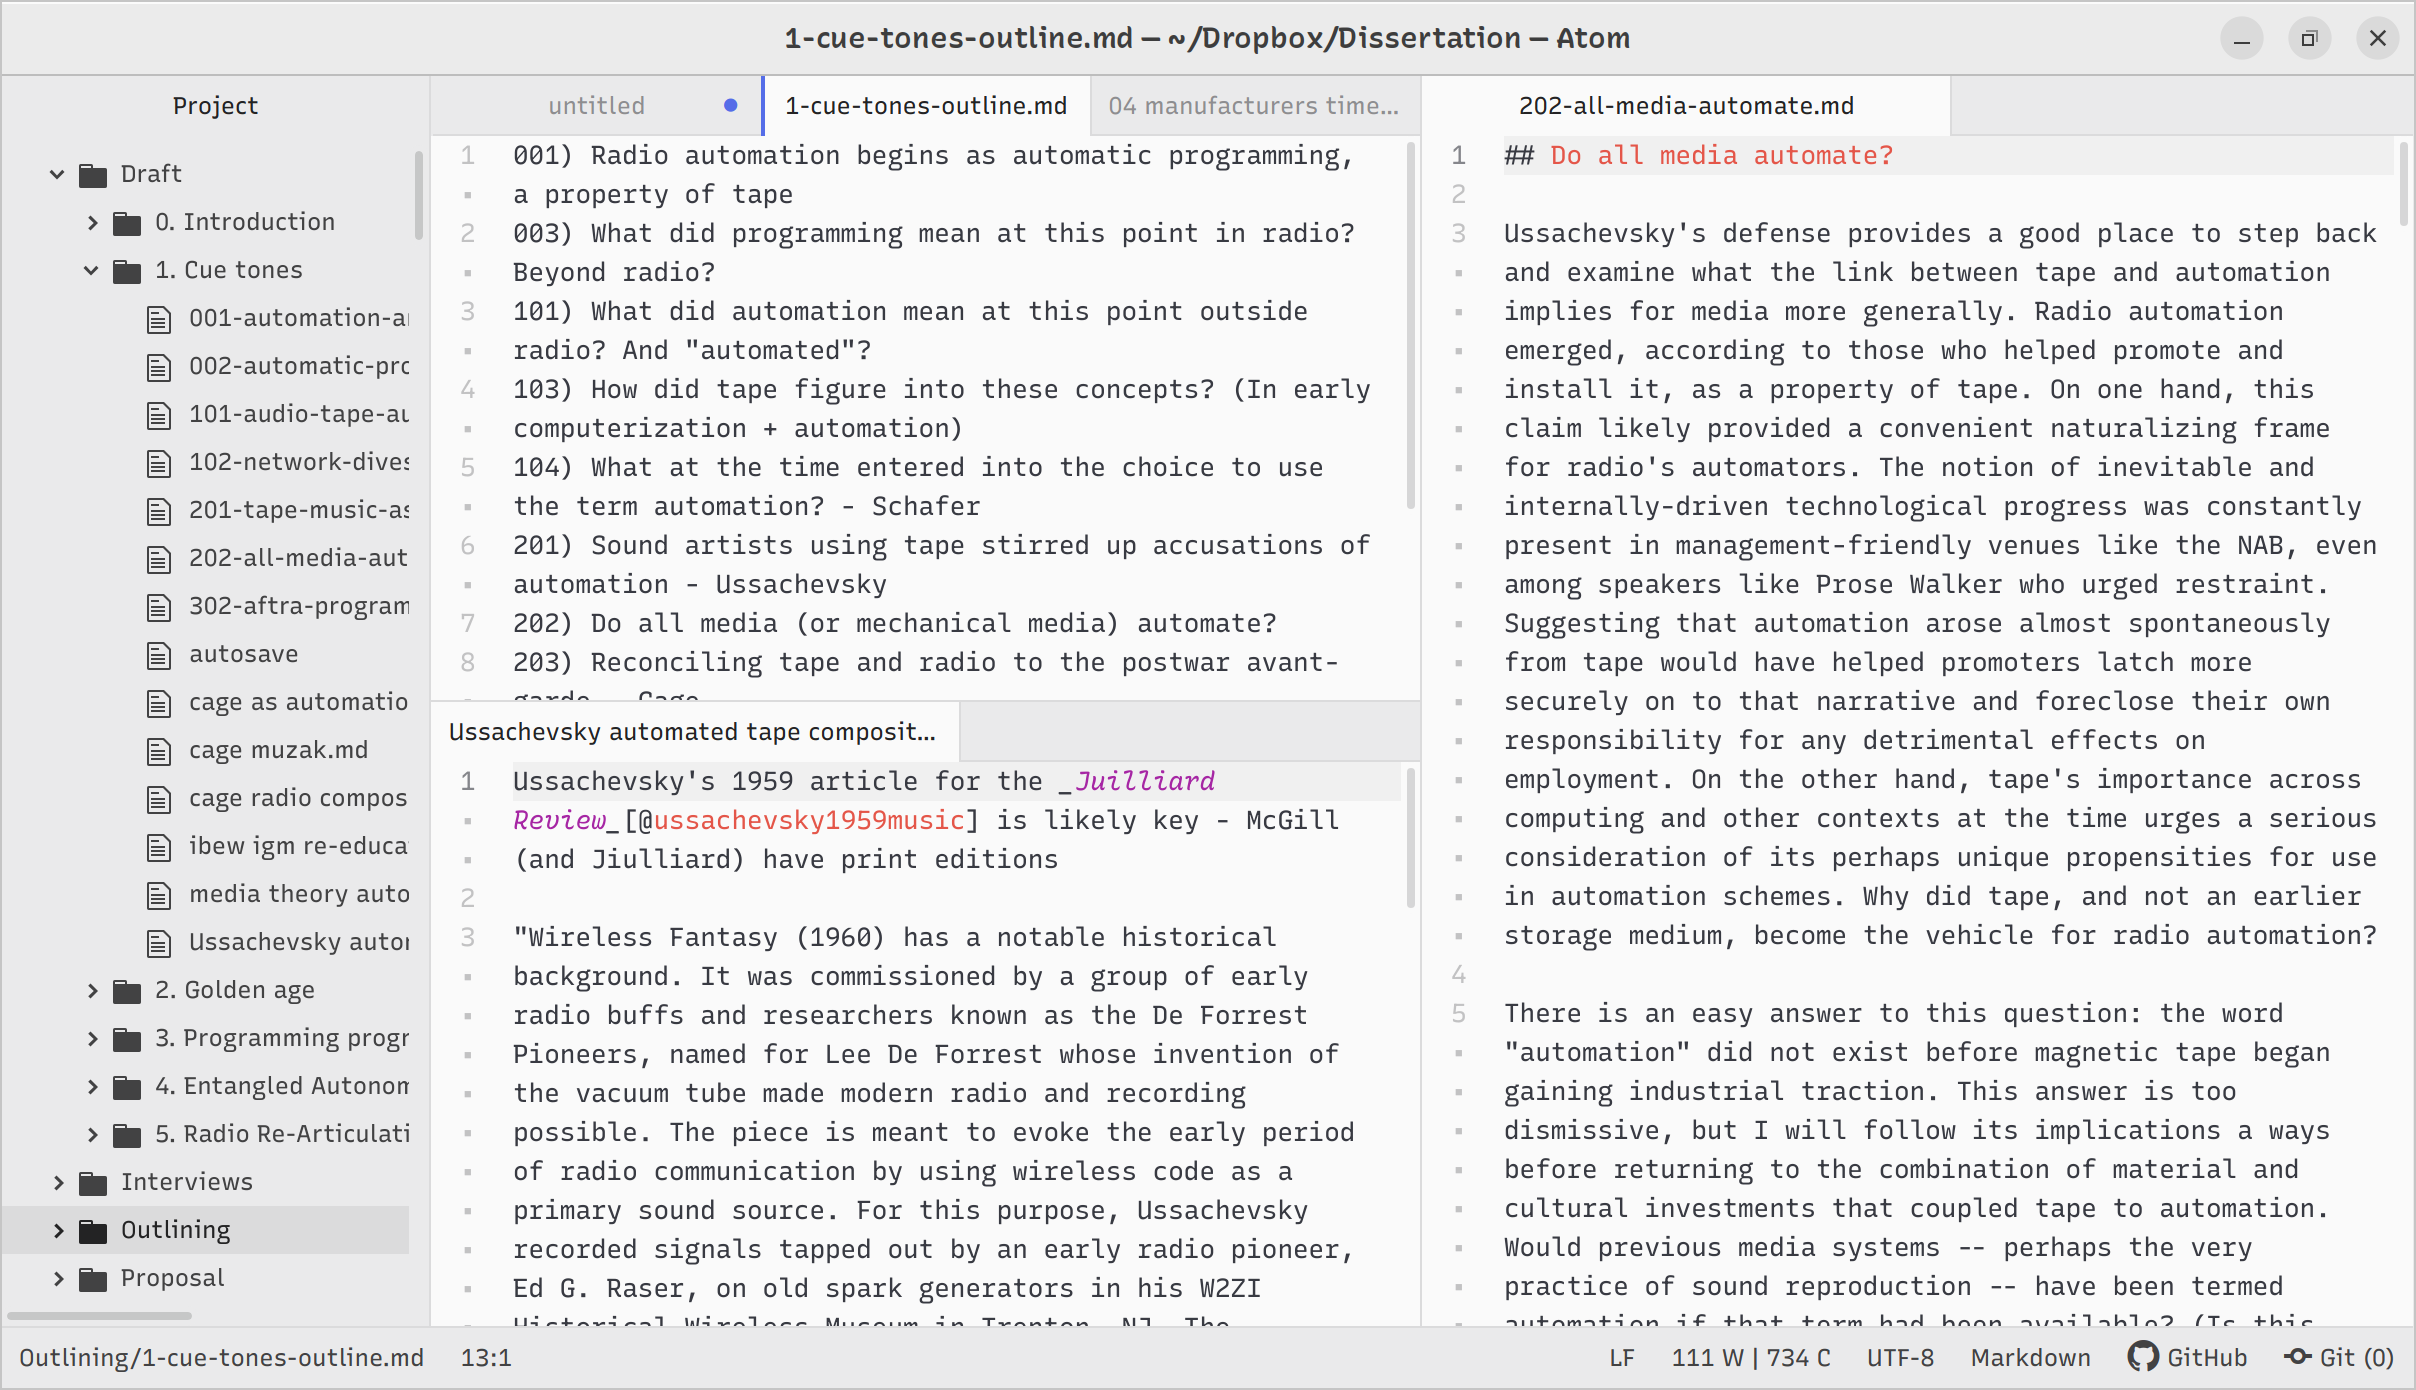 1-cue-tones-outline.md — ~/Dropbox/Dissertation — Atom
Project
Draft
0. Introduction
1. Cue tones
001-automation-a
002-automatic-pro
101-audio-tape-au
102-network-dives
201-tape-music-as
202-all-media-aut
302-aftra-program
autosave
cage as automatio
cage muzak.md
cage radio compos
ibew igm re-educa
media theory auto
Ussachevsky autor
2. Golden age
3. Programming progr
4. Entangled Autonom
5. Radio Re-Articulati
Interviews
Outlining
Proposal
untitled
1-cue-tones-outline.md
04 manufacturers time...
1 001) Radio automation begins as automatic programming,
a property of tape
2 003) What did programming mean at this point in radio?
Beyond radio?
3 101) What did automation mean at this point outside
radio? And "automated"?
4 103) How did tape figure into these concepts? (In early
computerization + automation)
5 104) What at the time entered into the choice to use
the term automation? - Schafer
6 201) Sound artists using tape stirred up accusations of
automation - Ussachevsky
7 202) Do all media (or mechanical media) automate?
8 203) Reconciling tape and radio to the postwar avant-
garde - Cage
Ussachevsky automated tape composit...
1 Ussachevsky's 1959 article for the _Juilliard
Review_[@ussachevsky1959music] is likely key - McGill
(and Jiulliard) have print editions
2
3 "Wireless Fantasy (1960) has a notable historical
background. It was commissioned by a group of early
radio buffs and researchers known as the De Forrest
Pioneers, named for Lee De Forrest whose invention of
the vacuum tube made modern radio and recording
possible. The piece is meant to evoke the early period
of radio communication by using wireless code as a
primary sound source. For this purpose, Ussachevsky
recorded signals tapped out by an early radio pioneer,
Ed G. Raser, on old spark generators in his W2ZI
Historical Wireless Museum in Trenton, NJ. The
202-all-media-automate.md
1 ## Do all media automate?
2
3 Ussachevsky's defense provides a good place to step back
and examine what the link between tape and automation
implies for media more generally. Radio automation
emerged, according to those who helped promote and
install it, as a property of tape. On one hand, this
claim likely provided a convenient naturalizing frame
for radio's automators. The notion of inevitable and
internally-driven technological progress was constantly
present in management-friendly venues like the NAB, even
among speakers like Prose Walker who urged restraint.
Suggesting that automation arose almost spontaneously
from tape would have helped promoters latch more
securely on to that narrative and foreclose their own
responsibility for any detrimental effects on
employment. On the other hand, tape's importance across
computing and other contexts at the time urges a serious
consideration of its perhaps unique propensities for use
in automation schemes. Why did tape, and not an earlier
storage medium, become the vehicle for radio automation?
4
5 There is an easy answer to this question: the word
"automation" did not exist before magnetic tape began
gaining industrial traction. This answer is too
dismissive, but I will follow its implications a ways
before returning to the combination of material and
cultural investments that coupled tape to automation.
Would previous media systems -- perhaps the very
practice of sound reproduction -- have been termed
automation if that term had been available? (Is this
Outlining/1-cue-tones-outline.md 13:1
LF 111 W | 734 C UTF-8 Markdown GitHub Git (0)